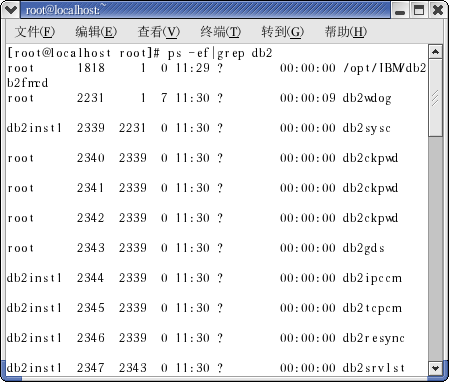 root@localhost:~
文件(F) 编辑(E) 查看(V) 终端(T) 转到(G) 帮助(H)
[root@localhost root]# ps -ef|grep db2
root 1818 1 0 11:29 ? 00:00:00 /opt/IBM/db2
b2fmcd
root 2231 1 7 11:30 ? 00:00:09 db2wdog
db2inst1 2339 2231 0 11:30 ? 00:00:00 db2sysc
root 2340 2339 0 11:30 ? 00:00:00 db2ckpwd
root 2341 2339 0 11:30 ? 00:00:00 db2ckpwd
root 2342 2339 0 11:30 ? 00:00:00 db2ckpwd
root 2343 2339 0 11:30 ? 00:00:00 db2gds
db2inst1 2344 2339 0 11:30 ? 00:00:00 db2ipccm
db2inst1 2345 2339 0 11:30 ? 00:00:00 db2tcpcm
db2inst1 2346 2339 0 11:30 ? 00:00:00 db2resync
db2inst1 2347 2343 0 11:30 ? 00:00:00 db2srvlst